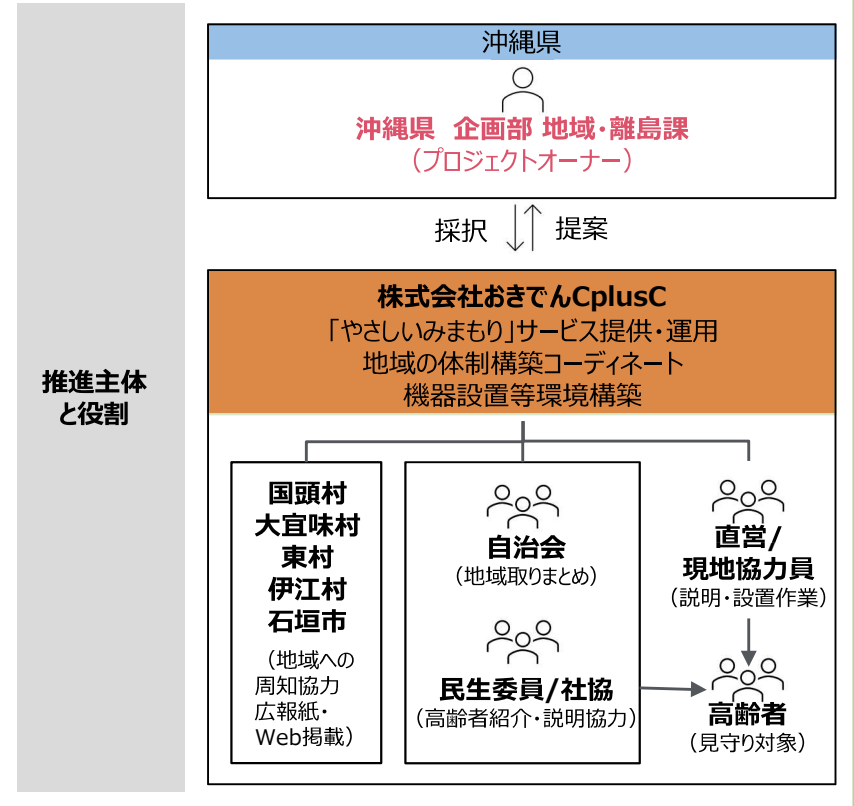 沖縄県
沖縄県 企画部 地域・離島課
（プロジェクトオーナー）
採択
提案
株式会社おきでんCplusC
「やさしいみまもり」サービス提供・運用
地域の体制構築コーディネート
機器設置等環境構築
推進主体
と役割
国頭村
大宜味村
東村
伊江村
石垣市
（地域への
周知協力
広報紙・
Web掲載）
自治会
（地域取りまとめ）
民生委員/社協
（高齢者紹介・説明協力）
直営/
現地協力員
（説明・設置作業）
高齢者
（見守り対象）